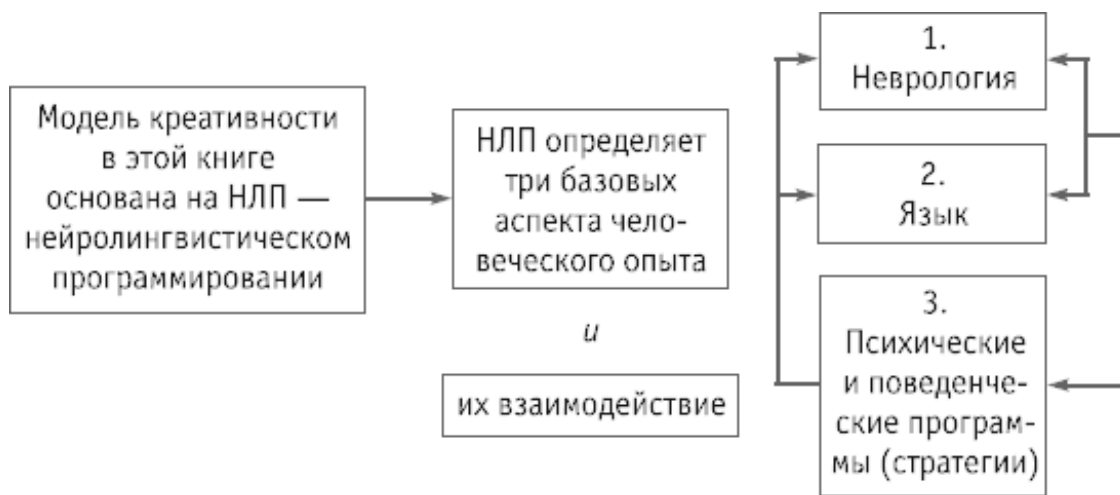 Модель креативности
в этой книге
основана на НЛП —
нейролингвистическом
программировании
НЛП определяет
три базовых
аспекта чело-
веческого опыта
и
их взаимодействие
1.
Неврология
2.
Язык
3.
Психические
и поведенче-
ские програм-
мы (стратегии)